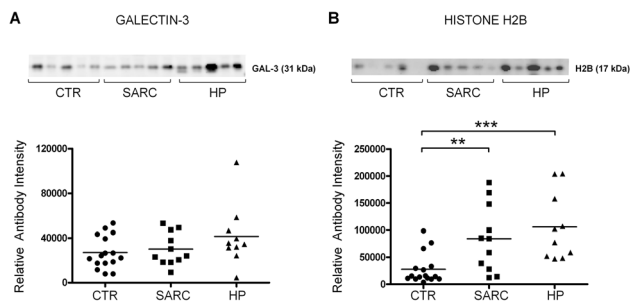 A
GALECTIN-3
GAL-3 (31 kDa)
CTR SARC HP
Relative Antibody Intensity
120000
80000
40000
0
CTR SARC HP
B
HISTONE H2B
H2B (17 kDa)
CTR SARC HP
Relative Antibody Intensity
***
**
250000
200000
150000
100000
50000
0
CTR SARC HP